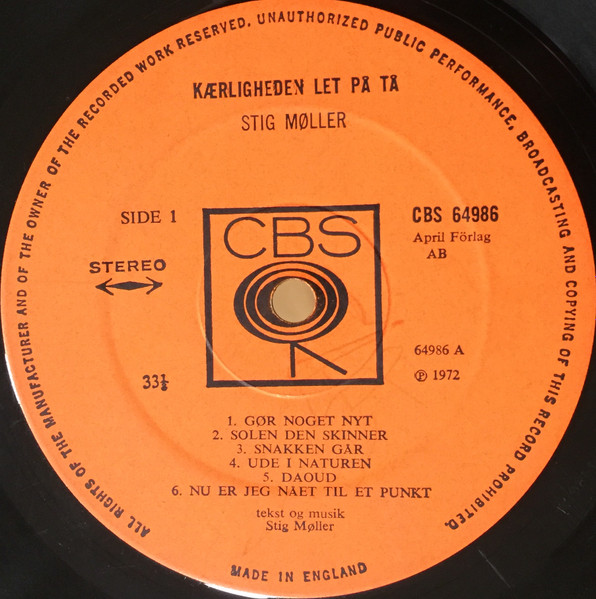 ALL RIGHTS OF THE MANUFACTURER AND OF THE OWNER OF THE RECORDED WORK RESERVED. UNAUTHORIZED PUBLIC PERFORMANCE, BROADCASTING AND COPYING OF THIS RECORD PROHIBITED.
KÆRLIGHEDEN LET PÅ TÅ
STIG MØLLER
SIDE 1
STEREO
33⅓
CBS
CBS 64986
April Förlag
AB
64986 A
℗ 1972
1. GØR NOGET NYT
2. SOLEN DEN SKINNER
3. SNAKKEN GÅR
4. UDE I NATUREN
5. DAOUD
6. NU ER JEG NÅET TIL ET PUNKT
tekst og musik
Stig Møller
MADE IN ENGLAND